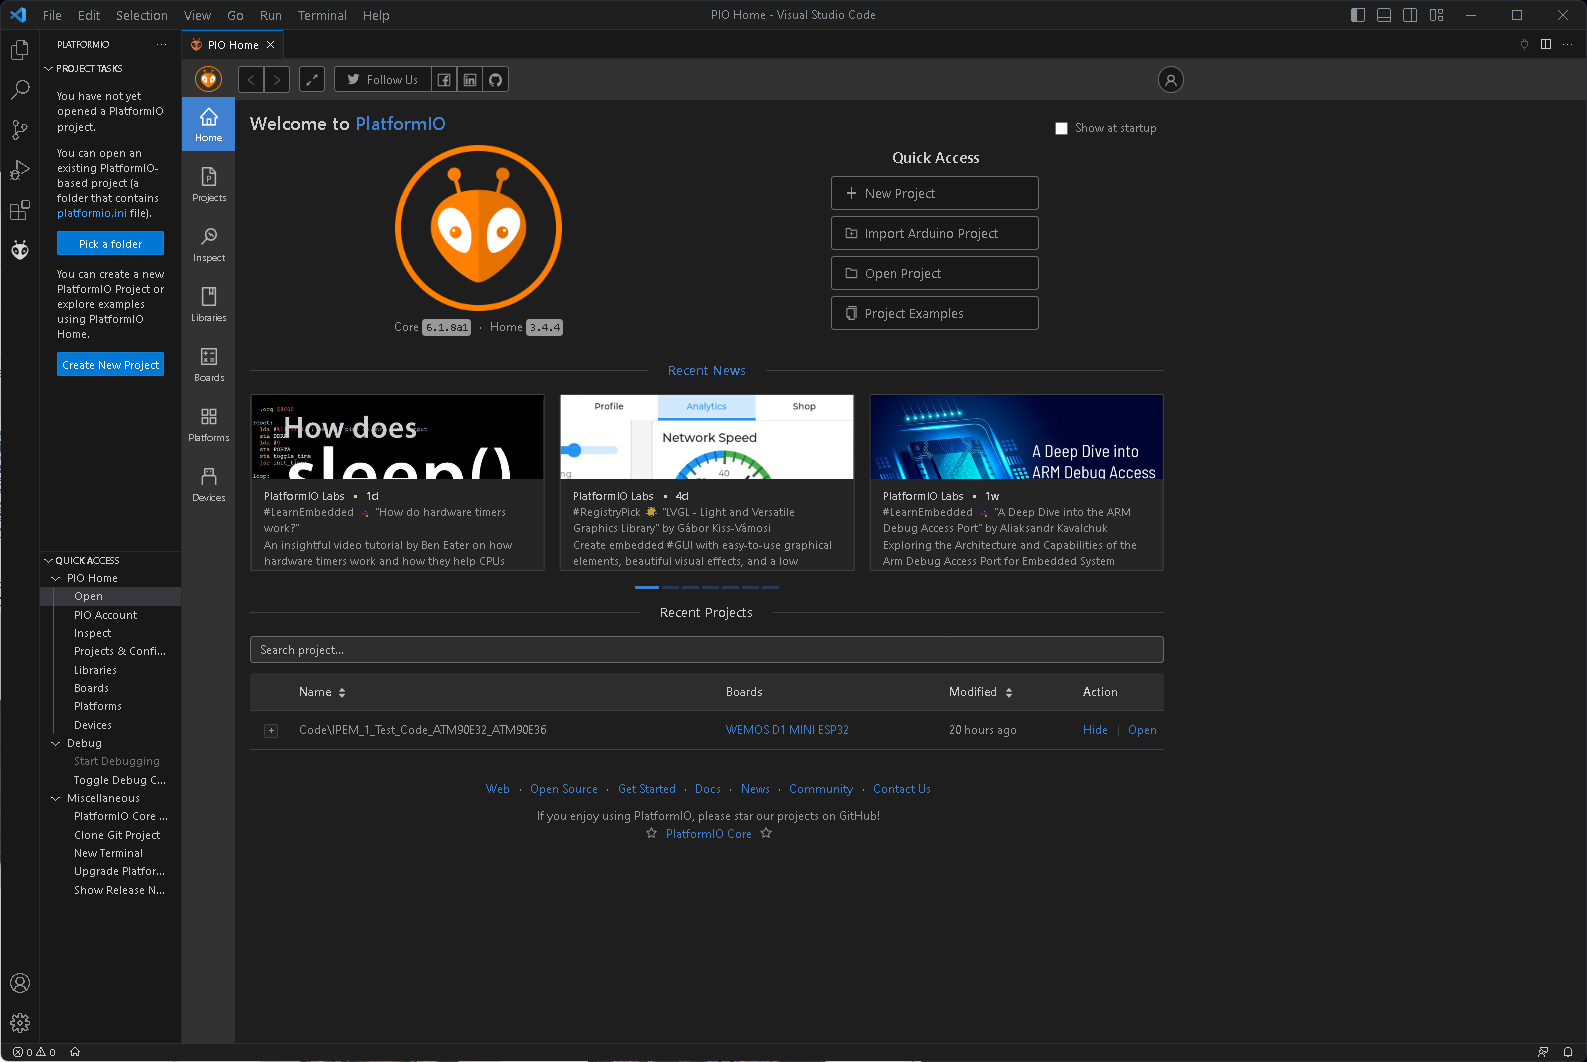 File Edit Selection View Go Run Terminal Help
PIO Home - Visual Studio Code
PLATFORMIO ...
PROJECT TASKS
You have not yet
opened a PlatformIO
project.
You can open an
existing PlatformIO-
based project (a
folder that contains
platformio.ini file).
Pick a folder
You can create a new
PlatformIO Project or
explore examples
using PlatformIO
Home.
Create New Project
QUICK ACCESS
PIO Home
Open
PIO Account
Inspect
Projects & Confi...
Libraries
Boards
Platforms
Devices
Debug
Start Debugging
Toggle Debug C...
Miscellaneous
PlatformIO Core ...
Clone Git Project
New Terminal
Upgrade Platfor...
Show Release N...
PIO Home
Follow Us
Home
Projects
Inspect
Libraries
Boards
Platforms
Devices
Welcome to PlatformIO
Show at startup
Core 6.1.8a1 · Home 3.4.4
Quick Access
New Project
Import Arduino Project
Open Project
Project Examples
Recent News
.org $8000
reset:
How does
sleep()
sta PORTA
sta toggle_time
loop:
PlatformIO Labs • 1d
#LearnEmbedded "How do hardware timers
work?"
An insightful video tutorial by Ben Eater on how
hardware timers work and how they help CPUs
Profile Analytics Shop
Network Speed
40
ng
PlatformIO Labs • 4d
#RegistryPick "LVGL - Light and Versatile
Graphics Library" by Gábor Kiss-Vámosi
Create embedded #GUI with easy-to-use graphical
elements, beautiful visual effects, and a low
A Deep Dive into
ARM Debug Access
PlatformIO Labs • 1w
#LearnEmbedded "A Deep Dive into the ARM
Debug Access Port" by Aliaksandr Kavalchuk
Exploring the Architecture and Capabilities of the
Arm Debug Access Port for Embedded System
Recent Projects
Search project...
Name Boards Modified Action
Code\IPEM_1_Test_Code_ATM90E32_ATM90E36 WEMOS D1 MINI ESP32 20 hours ago Hide | Open
Web · Open Source · Get Started · Docs · News · Community · Contact Us
If you enjoy using PlatformIO, please star our projects on GitHub!
PlatformIO Core
0 0